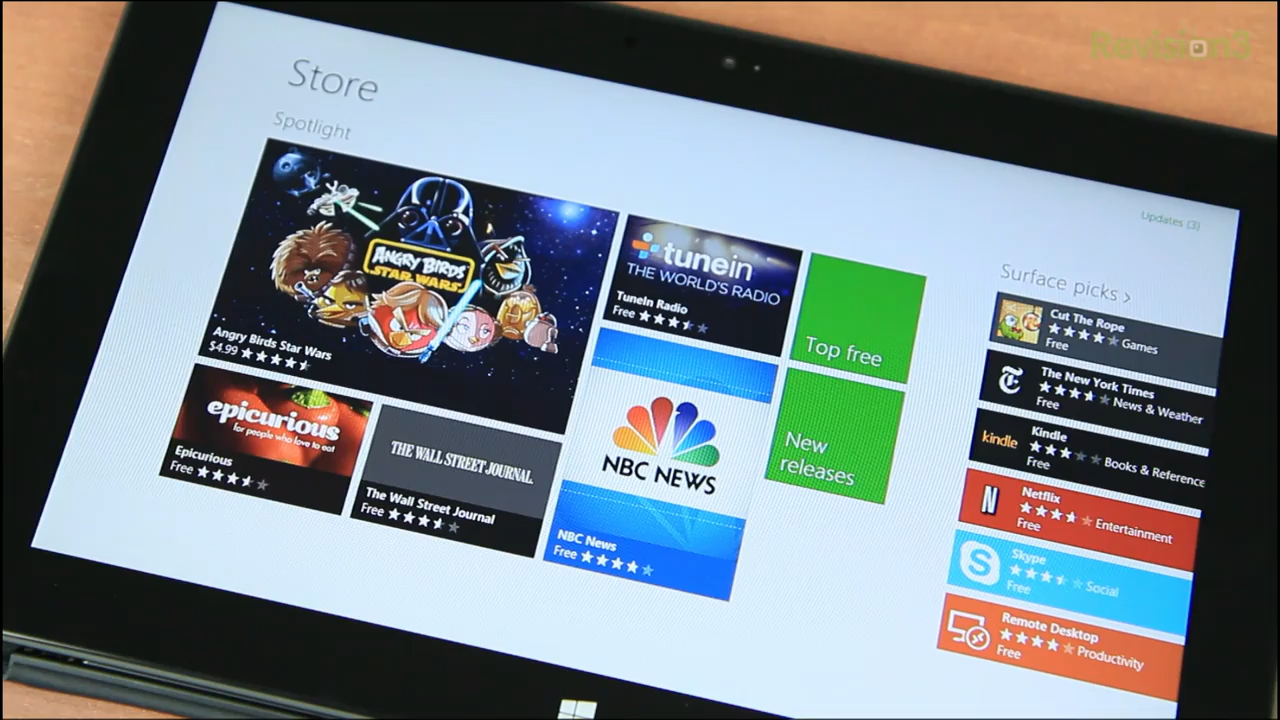 Revision3
Store
Spotlight
Updates (3)
ANGRY BIRDS
STAR WARS
Angry Birds Star Wars
$4.99
epicurious
for people who love to eat
Epicurious
Free
THE WALL STREET JOURNAL.
The Wall Street Journal
Free
tunein
THE WORLD'S RADIO
TuneIn Radio
Free
NBC NEWS
NBC News
Free
Top free
New
releases
Surface picks >
Cut The Rope
Games
Free
The New York Times
News & Weather
Free
kindle
Kindle
Books & Reference
Free
N
Netflix
Entertainment
Free
S
Skype
Social
Free
Remote Desktop
Productivity
Free